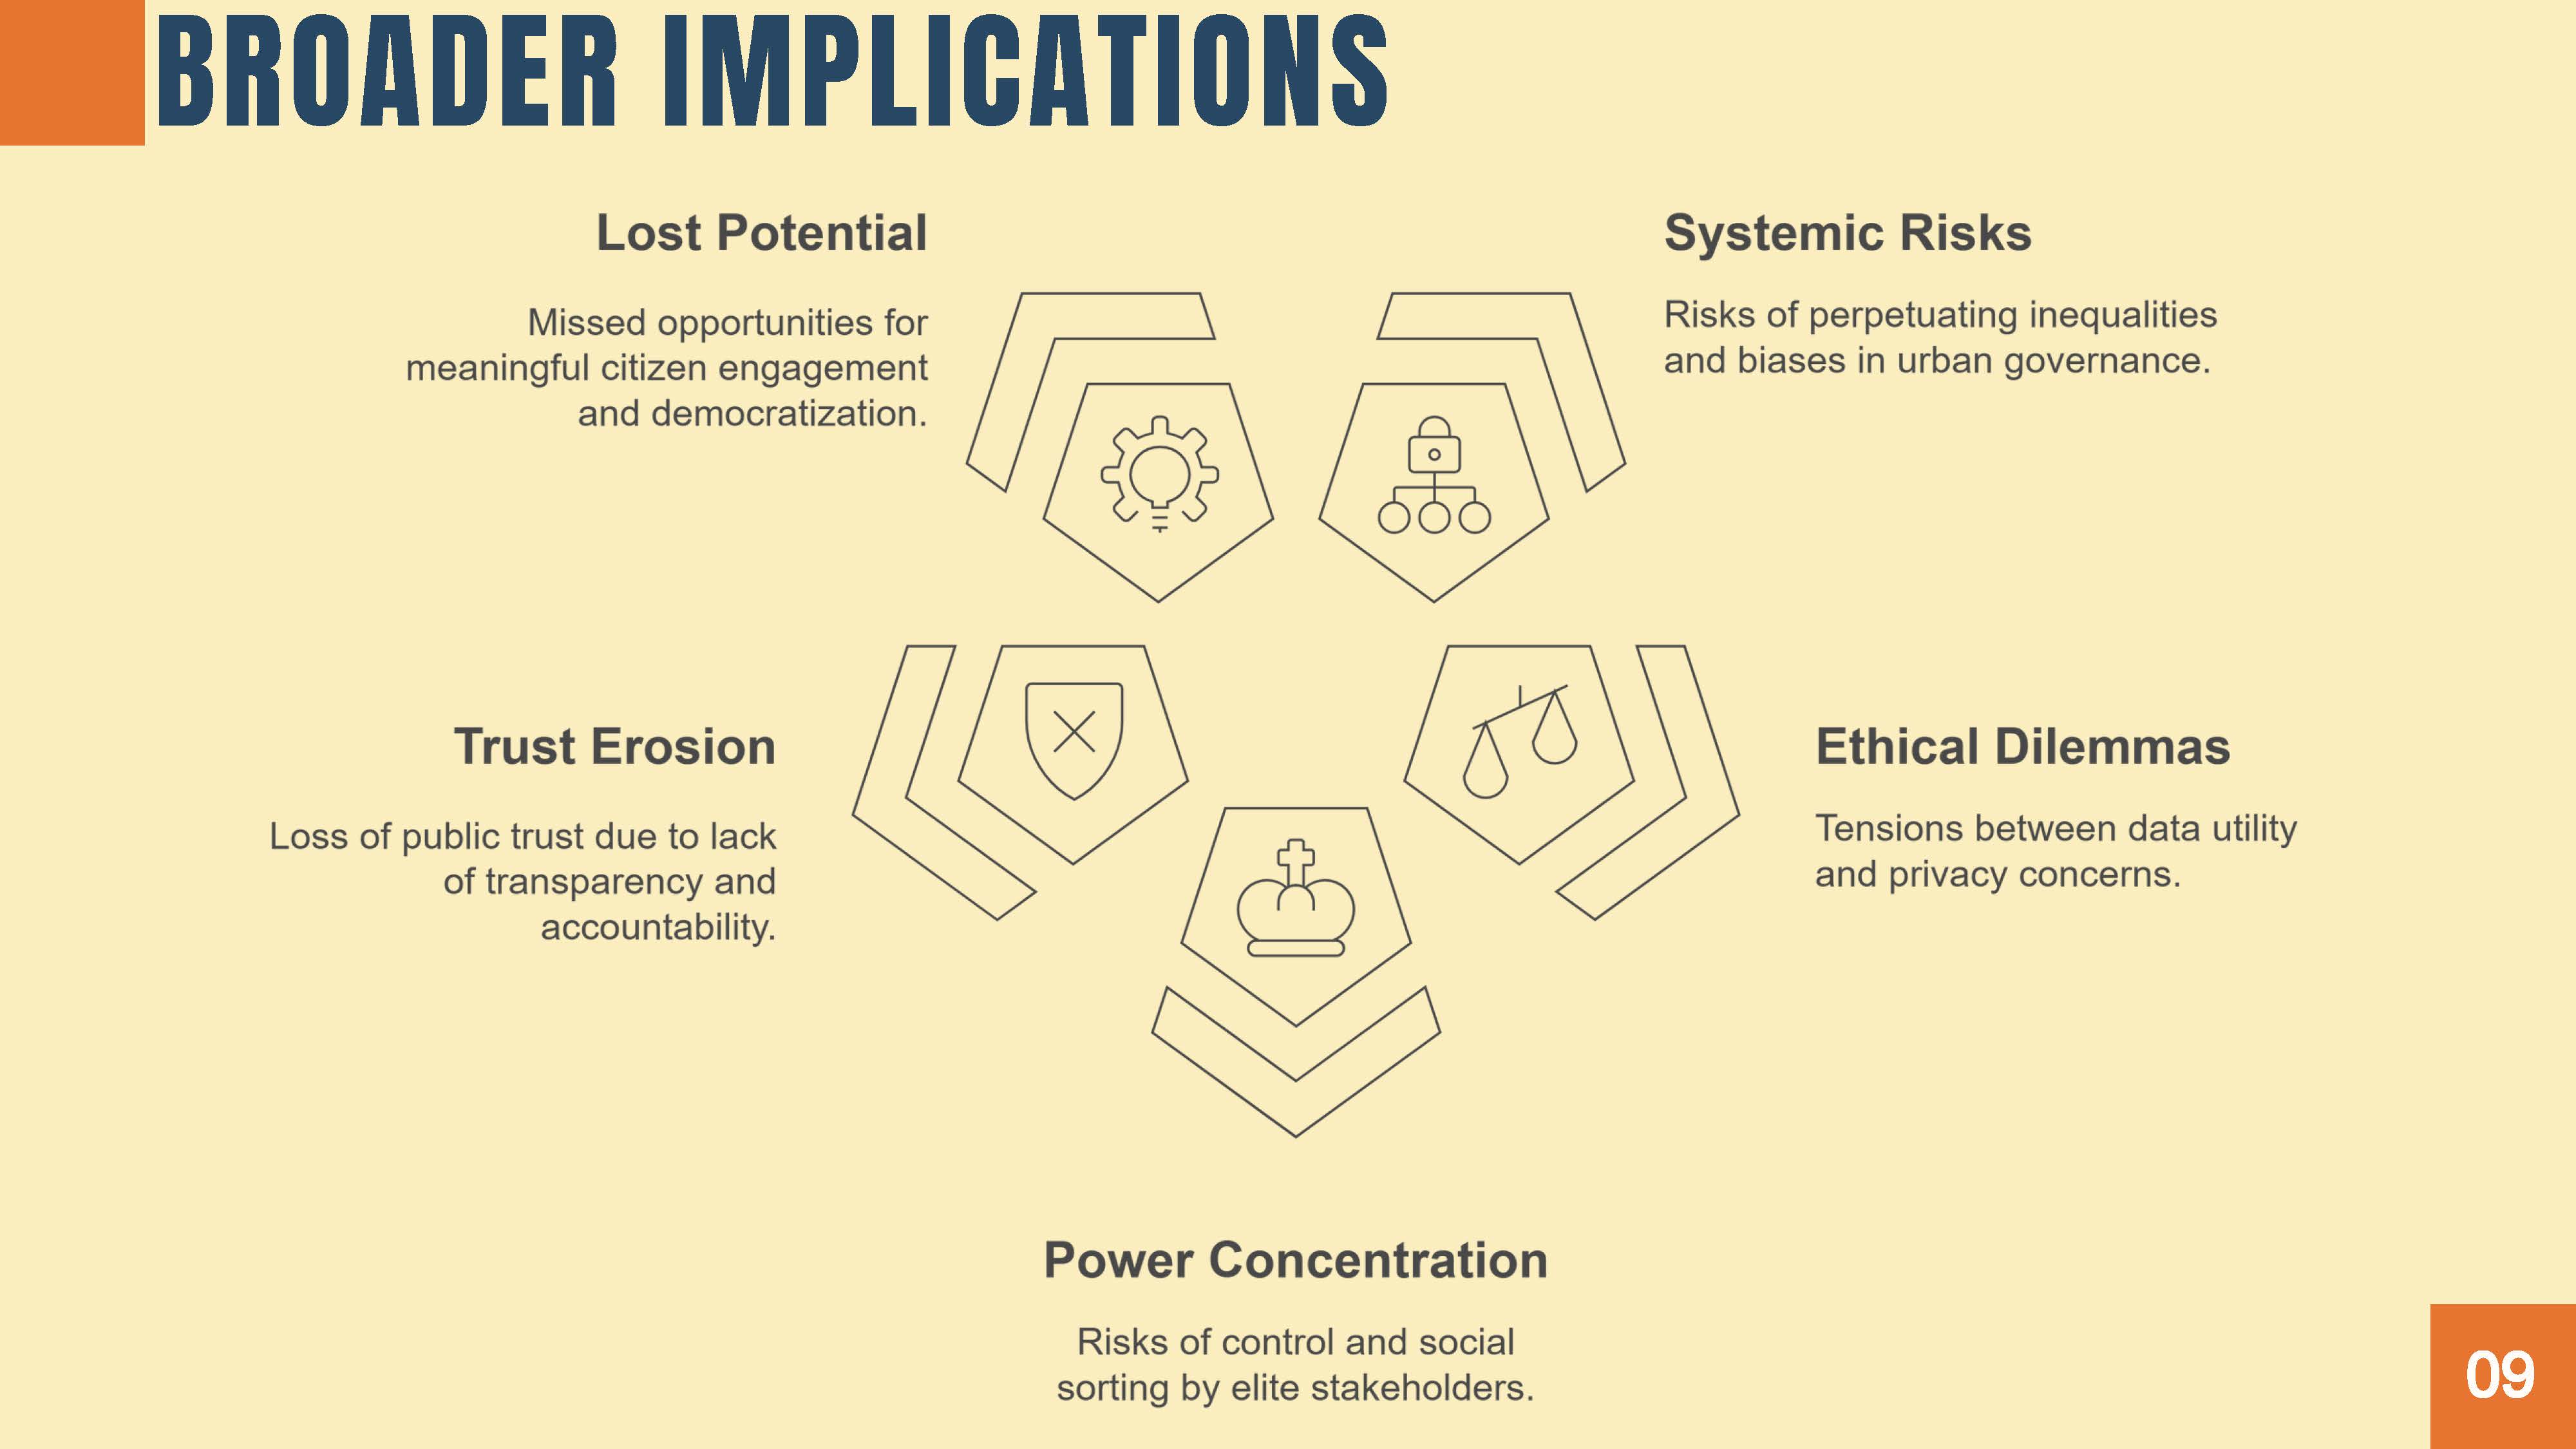 BROADER IMPLICATIONS
Lost Potential
Missed opportunities for
meaningful citizen engagement
and democratization.
Systemic Risks
Risks of perpetuating inequalities
and biases in urban governance.
Trust Erosion
Loss of public trust due to lack
of transparency and
accountability.
Ethical Dilemmas
Tensions between data utility
and privacy concerns.
Power Concentration
Risks of control and social
sorting by elite stakeholders.
09